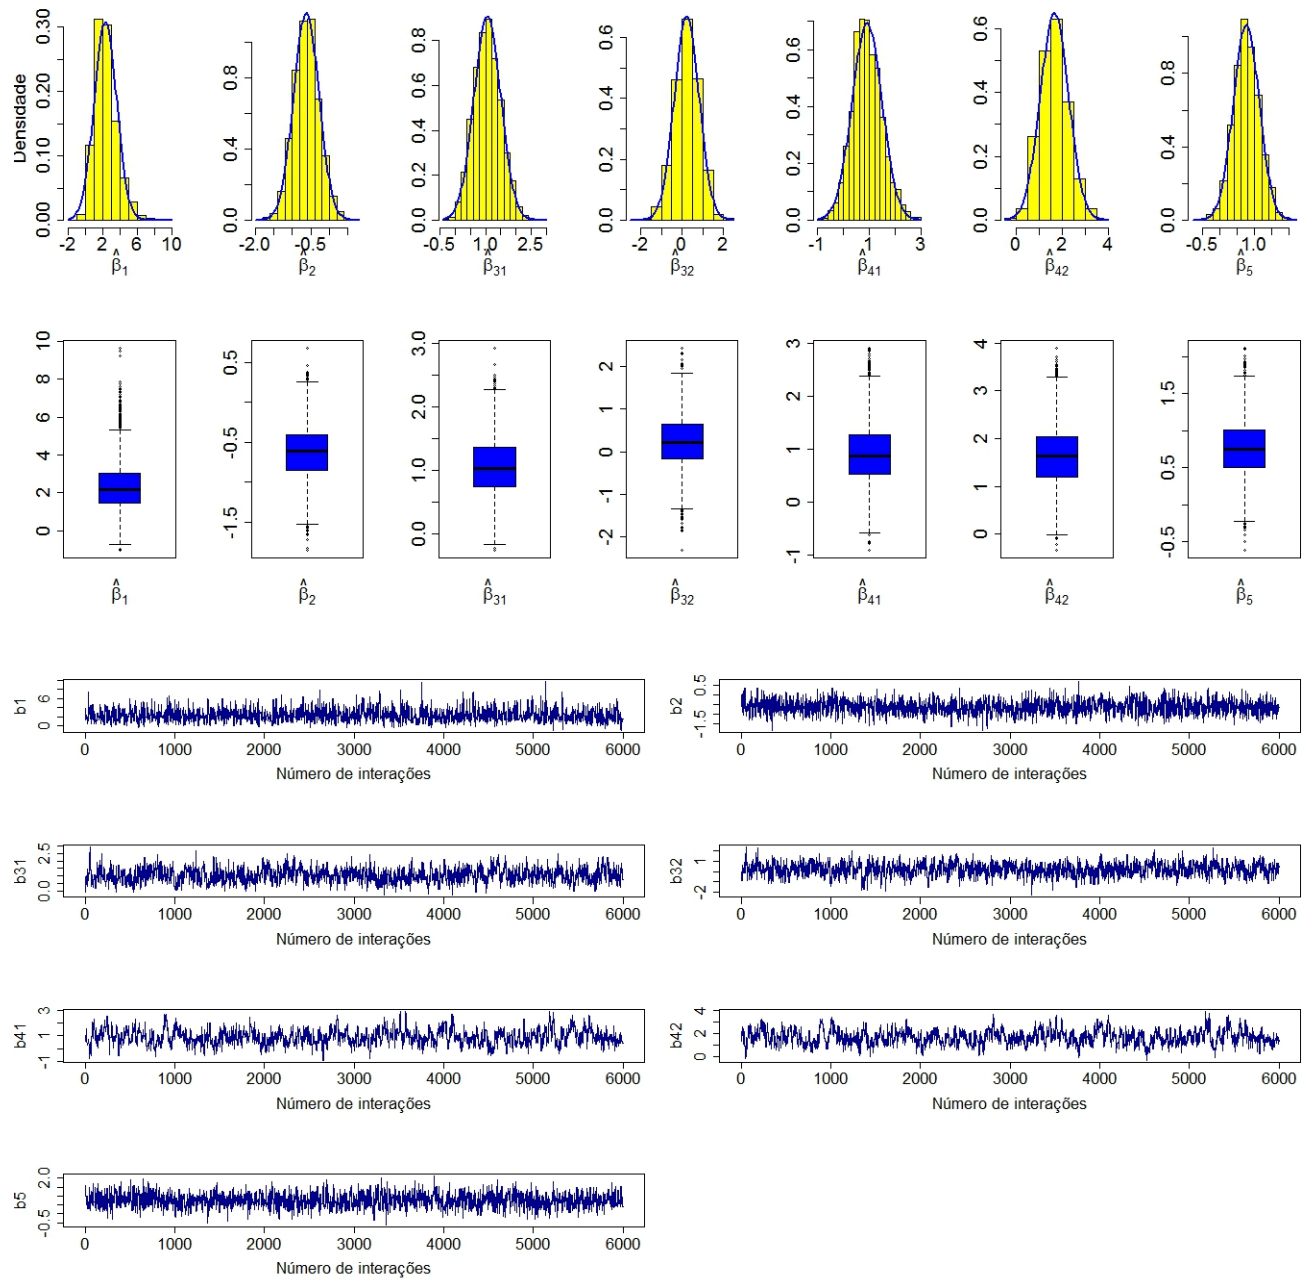 Densidade
0.00 0.10 0.20 0.30
-2 2 6 10
β̂1
0.0 0.4 0.8
-2.0 -0.5
β̂2
0.0 0.2 0.4 0.6 0.8
-0.5 1.0 2.5
β̂31
0.0 0.2 0.4 0.6
-2 0 2
β̂32
0.0 0.2 0.4 0.6
-1 1 3
β̂41
0.0 0.2 0.4 0.6
0 2 4
β̂42
0.0 0.4 0.8
-0.5 1.0
β̂5
0 2 4 6 8 10
β̂1
-1.5 -0.5 0.5
β̂2
0.0 1.0 2.0 3.0
β̂31
-2 -1 0 1 2
β̂32
-1 0 1 2 3
β̂41
0 1 2 3 4
β̂42
-0.5 0.5 1.5
β̂5
b1
0 6
0 1000 2000 3000 4000 5000 6000
Número de interações
b2
-1.5 0.5
0 1000 2000 3000 4000 5000 6000
Número de interações
b31
0.0 2.5
0 1000 2000 3000 4000 5000 6000
Número de interações
b32
-2 1
0 1000 2000 3000 4000 5000 6000
Número de interações
b41
-1 1 3
0 1000 2000 3000 4000 5000 6000
Número de interações
b42
0 2 4
0 1000 2000 3000 4000 5000 6000
Número de interações
b5
-0.5 2.0
0 1000 2000 3000 4000 5000 6000
Número de interações